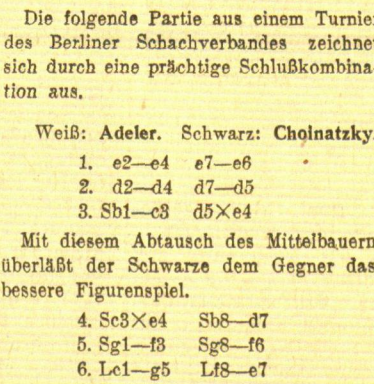 Die folgende Partie aus einem Turnier
des Berliner Schachverbandes zeichnet
sich durch eine prächtige Schlußkombina-
tion aus.
Weiß: Adeler. Schwarz: Cholnatzky.
1. e2—e4 e7—e6
2. d2—d4 d7—d5
3. Sb1—c3 d5×e4
Mit diesem Abtausch des Mittelbauern
überläßt der Schwarze dem Gegner das
bessere Figurenspiel.
4. Sc3×e4 Sb8—d7
5. Sg1—f3 Sg8—f6
6. Lc1—g5 Lf8—e7